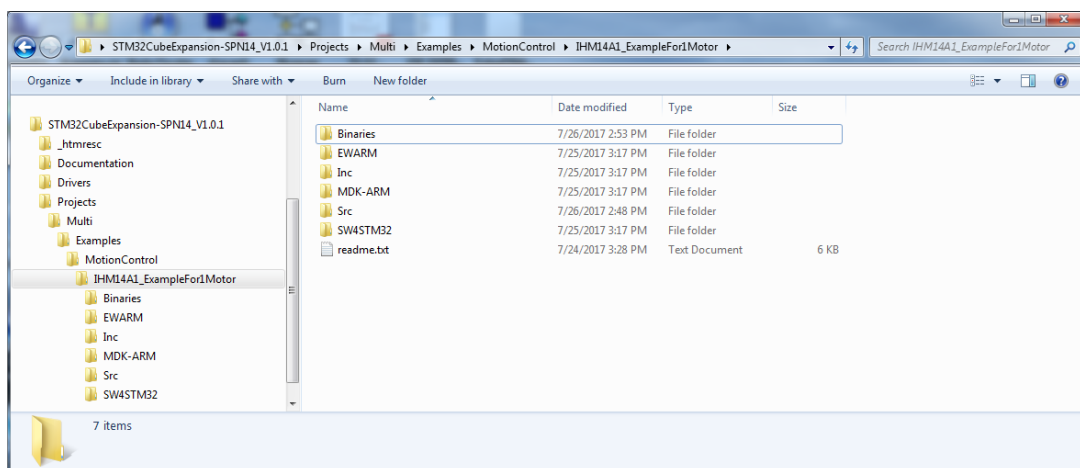 STM32CubeExpansion-SPN14_V1.0.1 Projects Multi Examples MotionControl IHM14A1_ExampleFor1Motor Search IHM14A1_ExampleFor1Motor
Organize Include in library Share with Burn New folder
STM32CubeExpansion-SPN14_V1.0.1
_htmresc
Documentation
Drivers
Projects
Multi
Examples
MotionControl
IHM14A1_ExampleFor1Motor
Binaries
EWARM
Inc
MDK-ARM
Src
SW4STM32
Name Date modified Type Size
Binaries 7/26/2017 2:53 PM File folder
EWARM 7/25/2017 3:17 PM File folder
Inc 7/25/2017 3:17 PM File folder
MDK-ARM 7/25/2017 3:17 PM File folder
Src 7/26/2017 2:48 PM File folder
SW4STM32 7/25/2017 3:17 PM File folder
readme.txt 7/24/2017 3:28 PM Text Document 6 KB
7 items